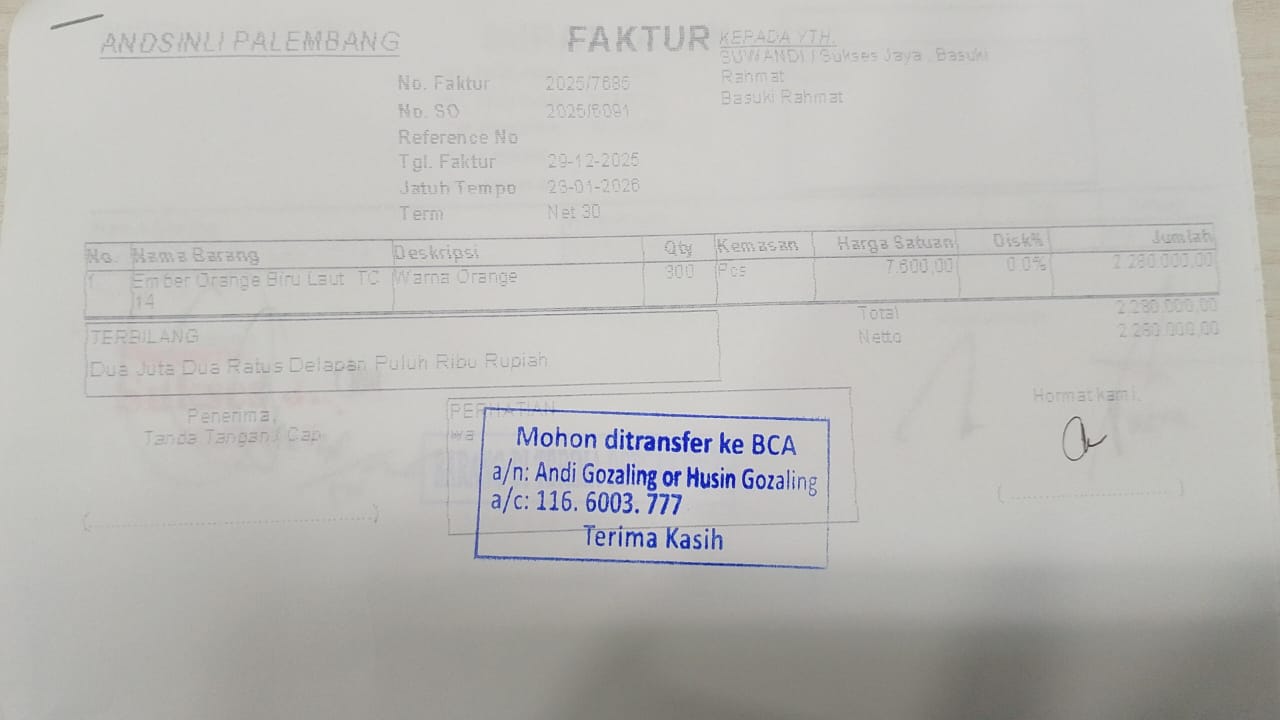 ANDSINLI PALEMBANG
FAKTUR
KEPADA YTH.
SUWANDI / Sukses Jaya . Basuki
Rahmat
Basuki Rahmat
No. Faktur 2025/7685
No. SO 2025/6091
Reference No
Tgl. Faktur 29-12-2025
Jatuh Tempo 28-01-2026
Term Net 30
No. Nama Barang Deskripsi Qty Kemasan Harga Satuan Disk% Jumlah
1 Ember Orange Biru Laut TC Warna Orange 300 Pcs 7.600,00 0.0% 2.280.000,00
14
Total 2.280.000,00
Netto 2.280.000,00
TERBILANG
Dua Juta Dua Ratus Delapan Puluh Ribu Rupiah
Penerima,
Tanda Tangan / Cap
PERHATIAN
Hormat kami,
Mohon ditransfer ke BCA
a/n: Andi Gozaling or Husin Gozaling
a/c: 116. 6003. 777
Terima Kasih